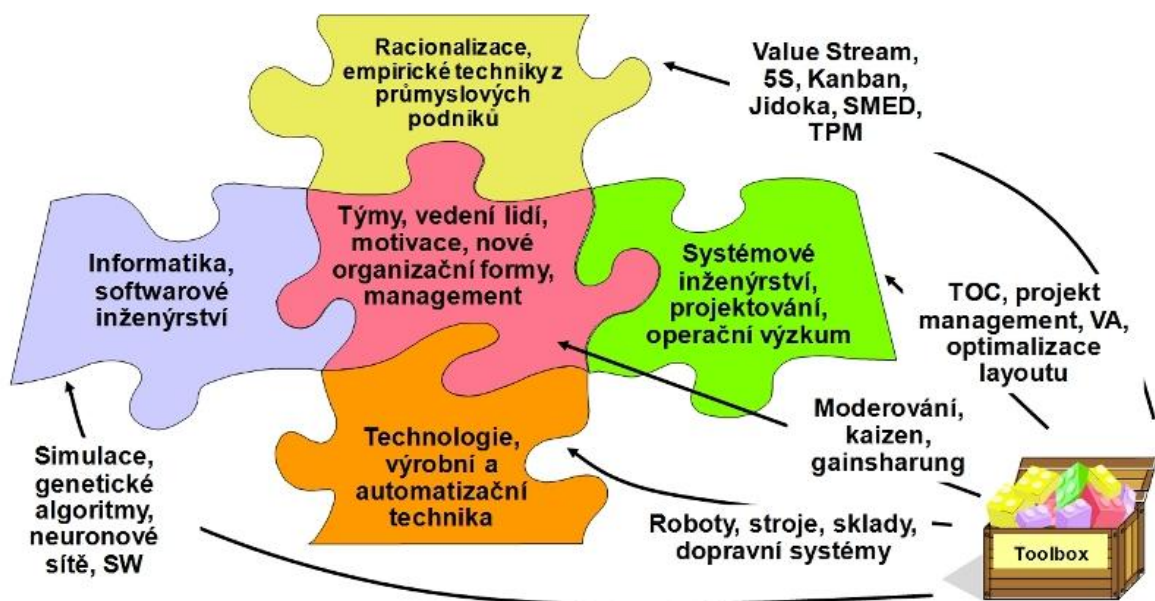 Racionalizace,
empirické techniky z
průmyslových
podniků
Value Stream,
5S, Kanban,
Jidoka, SMED,
TPM
Informatika,
softwarové
inženýrství
Týmy, vedení lidí,
motivace, nové
organizační formy,
management
Systémové
inženýrství,
projektování,
operační výzkum
TOC, projekt
management, VA,
optimalizace
layoutu
Technologie,
výrobní a
automatizační
technika
Moderování,
kaizen,
gainsharung
Simulace,
genetické
algoritmy,
neuronové
sítě, SW
Roboty, stroje, sklady,
dopravní systémy
Toolbox